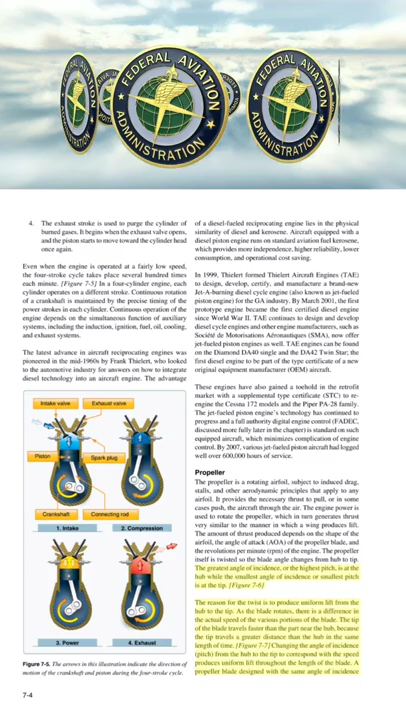 FEDERAL AVIATION
ADMINISTRATION
FEDERAL AVIATION
ADMINISTRATION
4. The exhaust stroke is used to purge the cylinder of
burned gases. It begins when the exhaust valve opens,
and the piston starts to move toward the cylinder head
once again.
Even when the engine is operated at a fairly low speed,
the four-stroke cycle takes place several hundred times
each minute. [Figure 7-5] In a four-cylinder engine, each
cylinder operates on a different stroke. Continuous rotation
of a crankshaft is maintained by the precise timing of the
power strokes in each cylinder. Continuous operation of the
engine depends on the simultaneous function of auxiliary
systems, including the induction, ignition, fuel, oil, cooling,
and exhaust systems.
The latest advance in aircraft reciprocating engines was
pioneered in the mid-1960s by Frank Thielert, who looked
to the automotive industry for answers on how to integrate
diesel technology into an aircraft engine. The advantage
Intake valve
Exhaust valve
Piston
Spark plug
Crankshaft
Connecting rod
1. Intake
2. Compression
3. Power
4. Exhaust
Figure 7-5. The arrows in this illustration indicate the direction of
motion of the crankshaft and piston during the four-stroke cycle.
of a diesel-fueled reciprocating engine lies in the physical
similarity of diesel and kerosene. Aircraft equipped with a
diesel piston engine runs on standard aviation fuel kerosene,
which provides more independence, higher reliability, lower
consumption, and operational cost saving.
In 1999, Thielert formed Thielert Aircraft Engines (TAE)
to design, develop, certify, and manufacture a brand-new
Jet-A-burning diesel cycle engine (also known as jet-fueled
piston engine) for the GA industry. By March 2001, the first
prototype engine became the first certified diesel engine
since World War II. TAE continues to design and develop
diesel cycle engines and other engine manufacturers, such as
Société de Motorisations Aéronautiques (SMA), now offer
jet-fueled piston engines as well. TAE engines can be found
on the Diamond DA40 single and the DA42 Twin Star; the
first diesel engine to be part of the type certificate of a new
original equipment manufacturer (OEM) aircraft.
These engines have also gained a toehold in the retrofit
market with a supplemental type certificate (STC) to re-
engine the Cessna 172 models and the Piper PA-28 family.
The jet-fueled piston engine's technology has continued to
progress and a full authority digital engine control (FADEC,
discussed more fully later in the chapter) is standard on such
equipped aircraft, which minimizes complication of engine
control. By 2007, various jet-fueled piston aircraft had logged
well over 600,000 hours of service.
Propeller
The propeller is a rotating airfoil, subject to induced drag,
stalls, and other aerodynamic principles that apply to any
airfoil. It provides the necessary thrust to pull, or in some
cases push, the aircraft through the air. The engine power is
used to rotate the propeller, which in turn generates thrust
very similar to the manner in which a wing produces lift.
The amount of thrust produced depends on the shape of the
airfoil, the angle of attack (AOA) of the propeller blade, and
the revolutions per minute (rpm) of the engine. The propeller
itself is twisted so the blade angle changes from hub to tip.
The greatest angle of incidence, or the highest pitch, is at the
hub while the smallest angle of incidence or smallest pitch
is at the tip. [Figure 7-6]
The reason for the twist is to produce uniform lift from the
hub to the tip. As the blade rotates, there is a difference in
the actual speed of the various portions of the blade. The tip
of the blade travels faster than the part near the hub, because
the tip travels a greater distance than the hub in the same
length of time. [Figure 7-7] Changing the angle of incidence
(pitch) from the hub to the tip to correspond with the speed
produces uniform lift throughout the length of the blade. A
propeller blade designed with the same angle of incidence
7-4